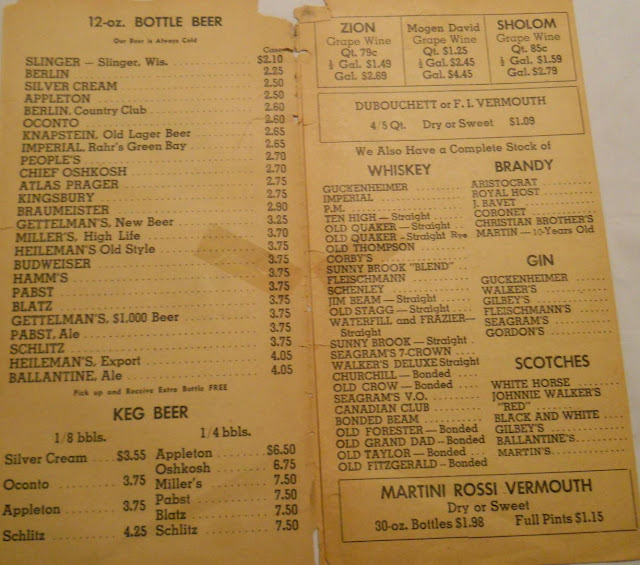 12-oz. BOTTLE BEER
Our Beer is Always Cold
Case
SLINGER — Slinger, Wis. $2.10
BERLIN 2.25
SILVER CREAM 2.50
APPLETON 2.50
BERLIN, Country Club 2.60
OCONTO 2.60
KNAPSTEIN, Old Lager Beer 2.65
IMPERIAL, Rahr's Green Bay 2.65
PEOPLE'S 2.70
CHIEF OSHKOSH 2.70
ATLAS PRAGER 2.75
KINGSBURY 2.75
BRAUMEISTER 2.90
GETTELMAN'S, New Beer 3.25
MILLER'S, High Life 3.70
HEILEMAN'S Old Style 3.75
BUDWEISER 3.75
HAMM'S 3.75
PABST 3.75
BLATZ 3.75
GETTELMAN'S, $1,000 Beer 3.75
PABST, Ale 3.75
SCHLITZ 3.75
HEILEMAN'S, Export 4.05
BALLANTINE, Ale 4.05
Pick up and Receive Extra Bottle FREE
KEG BEER
1/8 bbls.
Silver Cream $3.55
Oconto 3.75
Appleton 3.75
Schlitz 4.25
1/4 bbls.
Appleton $6.50
Oshkosh 6.75
Miller's 7.50
Pabst 7.50
Blatz 7.50
Schlitz 7.50
ZION
Grape Wine
Qt. 79c
½ Gal. $1.49
Gal. $2.69
Mogen David
Grape Wine
Qt. $1.25
½ Gal. $2.45
Gal. $4.45
SHOLOM
Grape Wine
Qt. 85c
½ Gal. $1.59
Gal. $2.79
DUBOUCHETT or F. I. VERMOUTH
4/5 Qt. Dry or Sweet $1.09
We Also Have a Complete Stock of
WHISKEY
GUCKENHEIMER
IMPERIAL
P.M.
TEN HIGH — Straight
OLD QUAKER — Straight
OLD QUAKER - Straight Rye
OLD THOMPSON
CORBY'S
SUNNY BROOK "BLEND"
FLEISCHMANN
SCHENLEY
JIM BEAM — Straight
OLD STAGG — Straight
WATERFILL and FRAZIER—
Straight
SUNNY BROOK — Straight
SEAGRAM'S 7-CROWN
WALKER'S DELUXE Straight
CHURCHILL — Bonded
OLD CROW — Bonded
SEAGRAM'S V.O.
CANADIAN CLUB
BONDED BEAM
OLD FORESTER — Bonded
OLD GRAND DAD — Bonded
OLD TAYLOR — Bonded
OLD FITZGERALD — Bonded
BRANDY
ARISTOCRAT
ROYAL HOST
J. BAVET
CORONET
CHRISTIAN BROTHER'S
MARTIN — 10-Years Old
GIN
GUCKENHEIMER
WALKER'S
GILBEY'S
FLEISCHMANN'S
SEAGRAM'S
GORDON'S
SCOTCHES
WHITE HORSE
JOHNNIE WALKER'S
"RED"
BLACK AND WHITE
GILBEY'S
BALLANTINE'S
MARTIN'S
MARTINI ROSSI VERMOUTH
Dry or Sweet
30-oz. Bottles $1.98 Full Pints $1.15